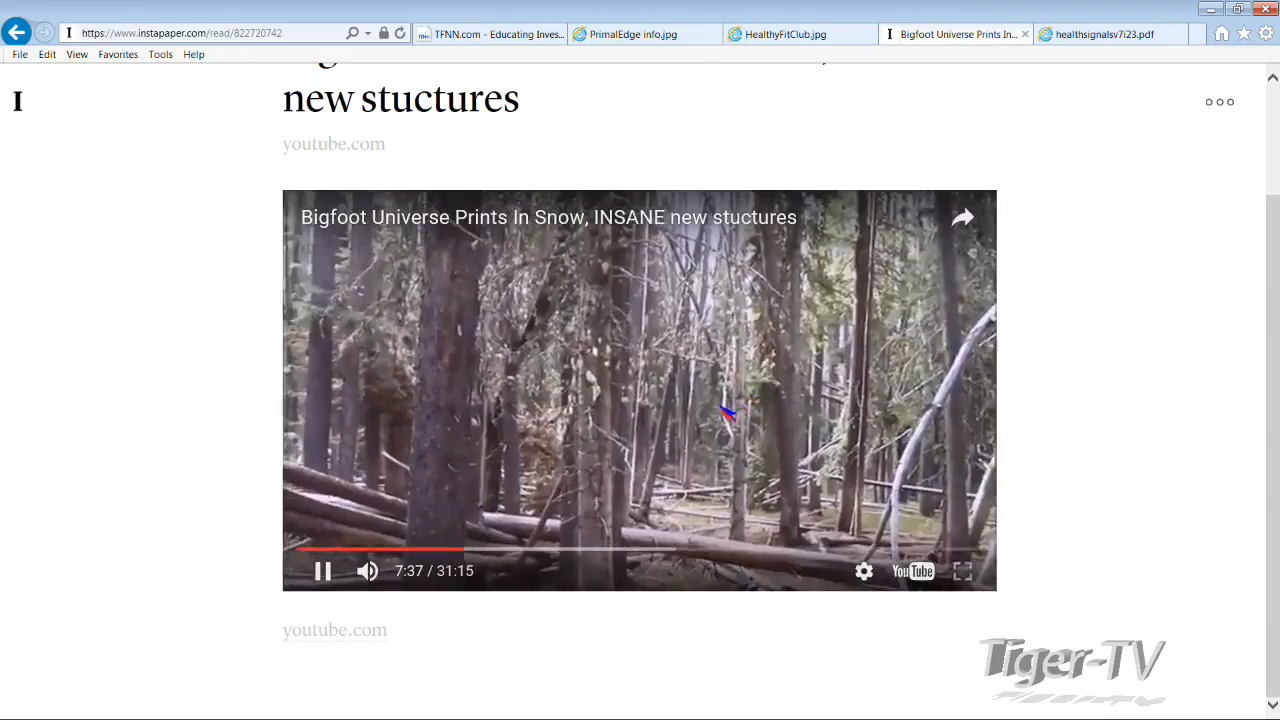 https://www.instapaper.com/read/822720742
TFNN.com - Educating Inves...
PrimalEdge info.jpg
HealthyFitClub.jpg
Bigfoot Universe Prints In...
healthsignalsv7i23.pdf
File Edit View Favorites Tools Help
I
new stuctures
youtube.com
Bigfoot Universe Prints In Snow, INSANE new stuctures
7:37 / 31:15
YouTube
youtube.com
Tiger-TV